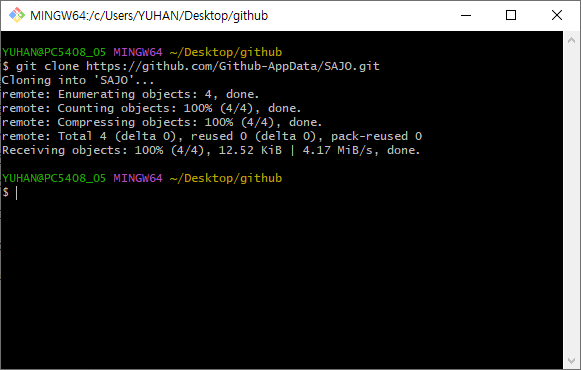 MINGW64:/c/Users/YUHAN/Desktop/github
YUHAN@PC5408_05 MINGW64 ~/Desktop/github
$ git clone https://github.com/Github-AppData/SAJO.git
Cloning into 'SAJO'...
remote: Enumerating objects: 4, done.
remote: Counting objects: 100% (4/4), done.
remote: Compressing objects: 100% (4/4), done.
remote: Total 4 (delta 0), reused 0 (delta 0), pack-reused 0
Receiving objects: 100% (4/4), 12.52 KiB | 4.17 MiB/s, done.
YUHAN@PC5408_05 MINGW64 ~/Desktop/github
$